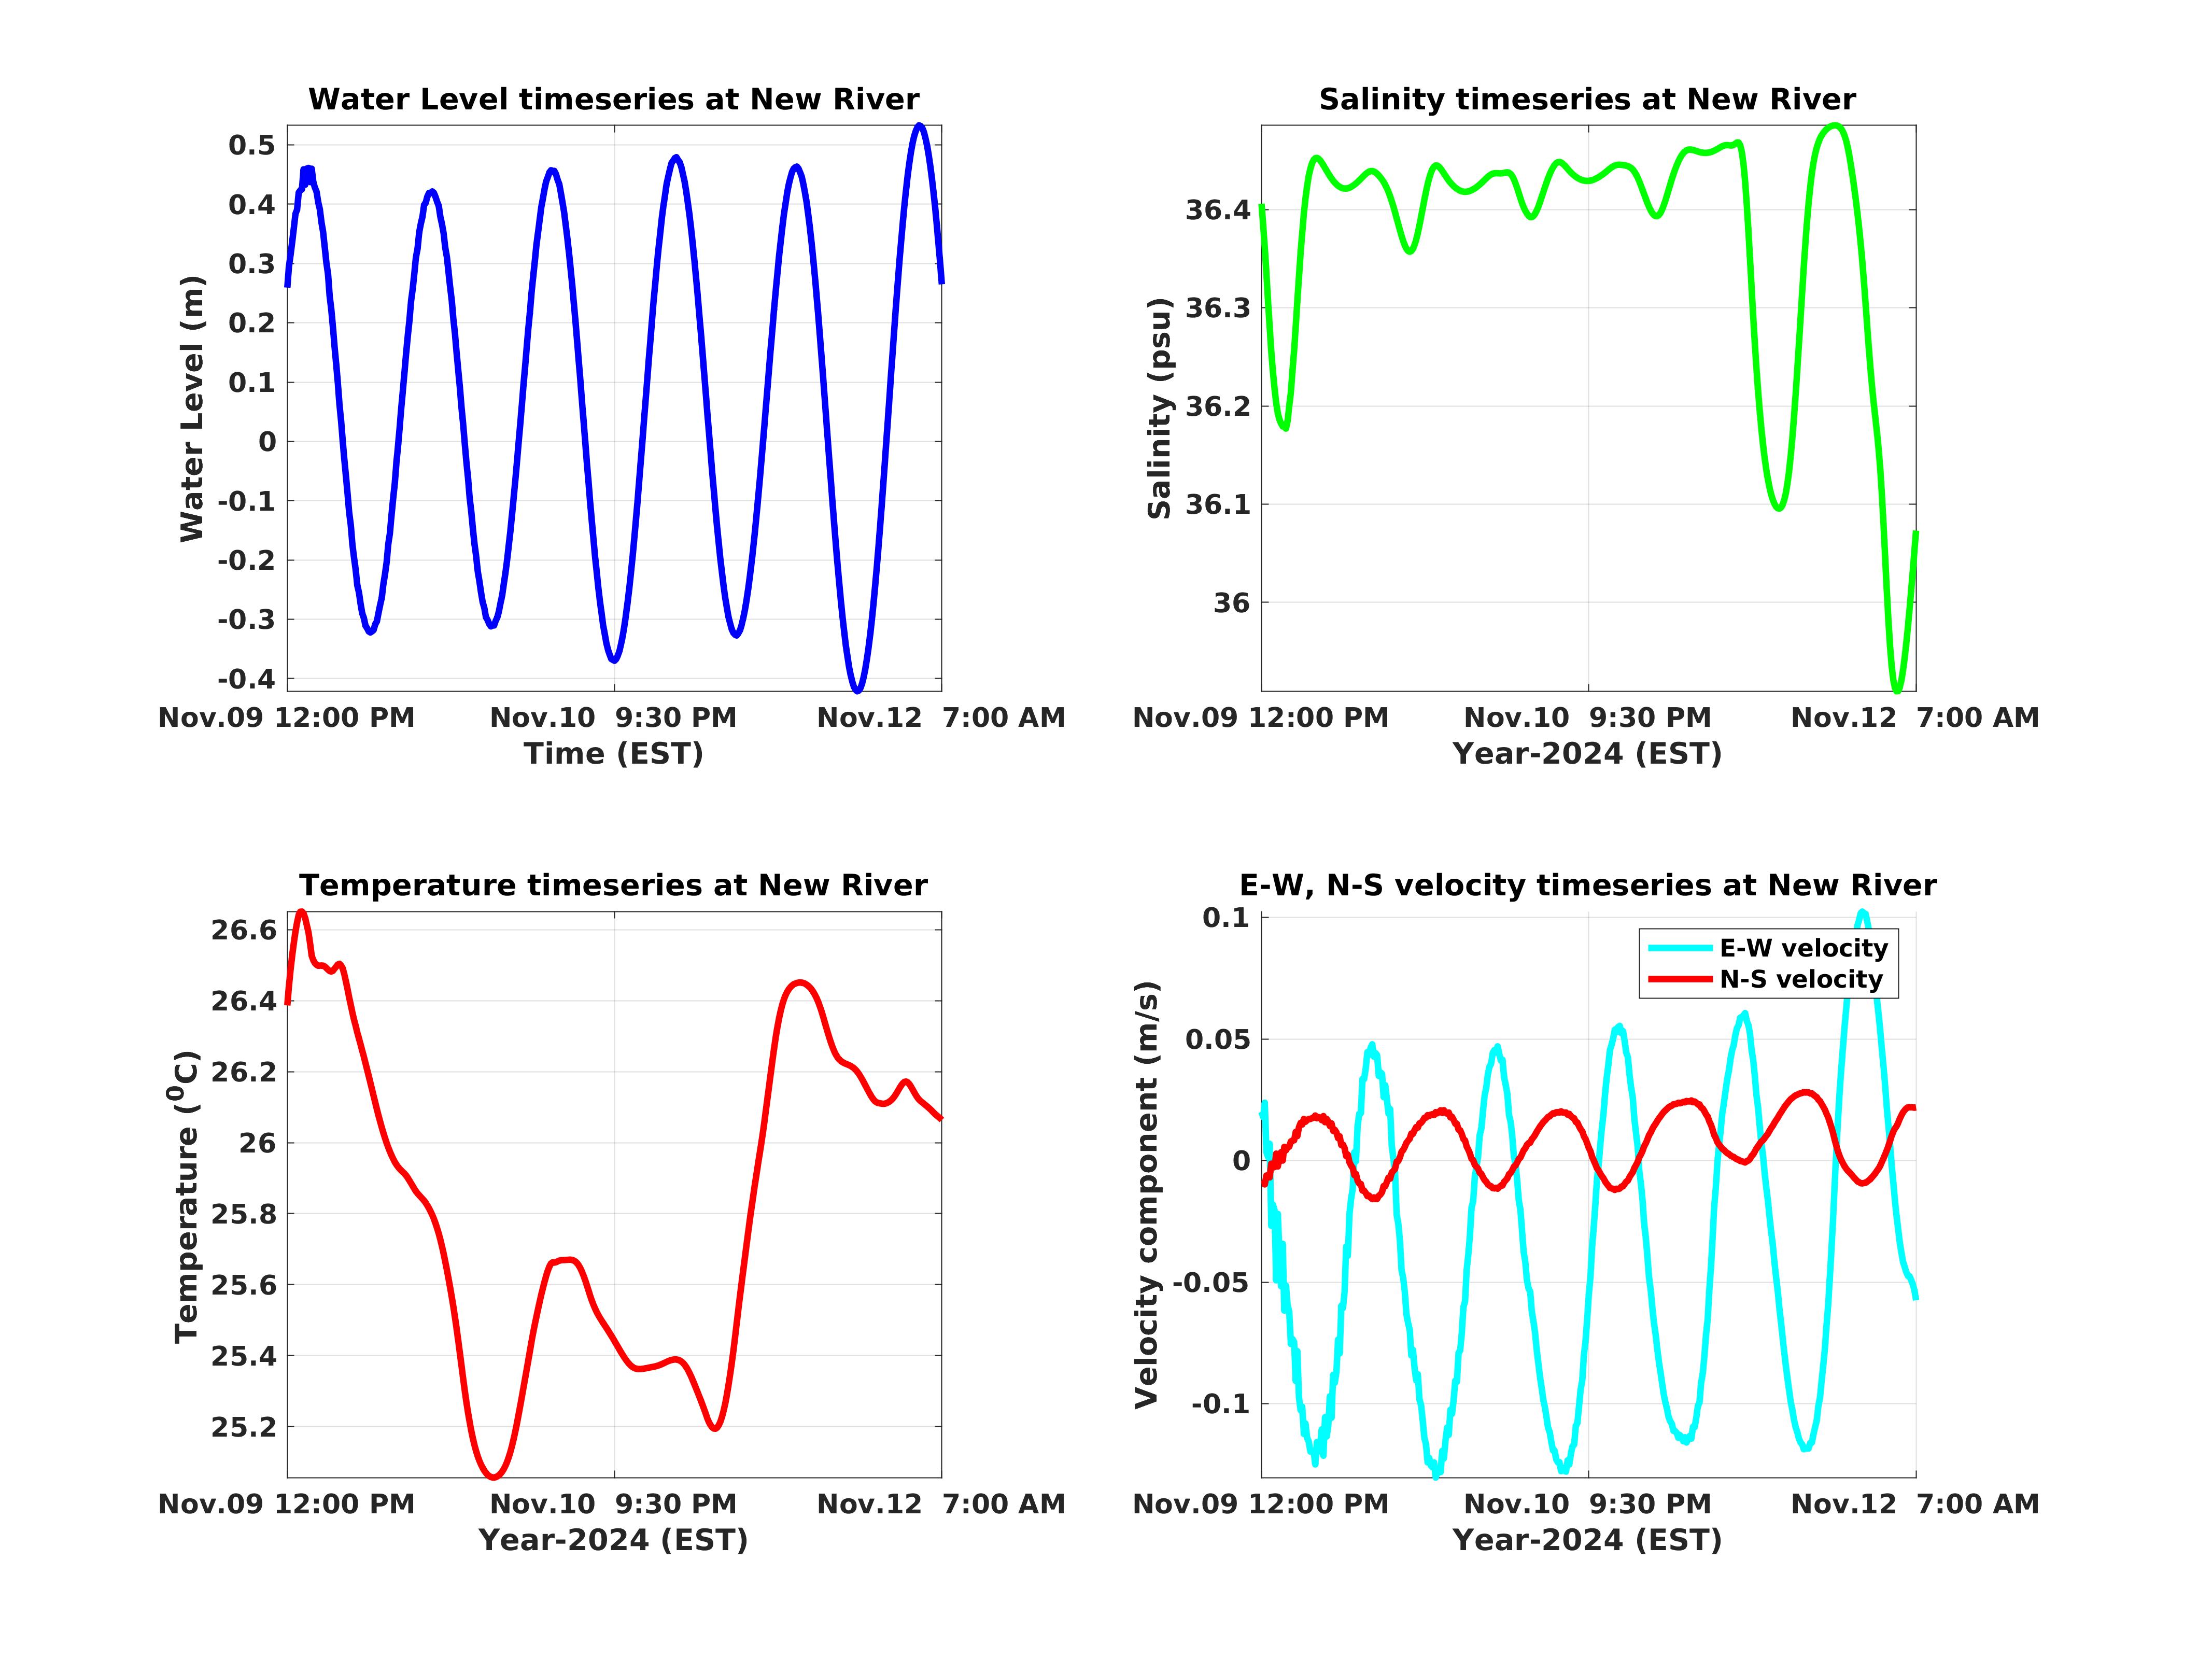 Water Level timeseries at New River
0.5
0.4
0.3
0.2
0.1
0
-0.1
-0.2
-0.3
-0.4
Water Level (m)
Nov.09 12:00 PM
Nov.10 9:30 PM
Nov.12 7:00 AM
Time (EST)
Salinity timeseries at New River
36.4
36.3
36.2
36.1
36
Salinity (psu)
Nov.09 12:00 PM
Nov.10 9:30 PM
Nov.12 7:00 AM
Year-2024 (EST)
Temperature timeseries at New River
26.6
26.4
26.2
26
25.8
25.6
25.4
25.2
Temperature (⁰C)
Nov.09 12:00 PM
Nov.10 9:30 PM
Nov.12 7:00 AM
Year-2024 (EST)
E-W, N-S velocity timeseries at New River
0.1
0.05
0
-0.05
-0.1
Velocity component (m/s)
E-W velocity
N-S velocity
Nov.09 12:00 PM
Nov.10 9:30 PM
Nov.12 7:00 AM
Year-2024 (EST)